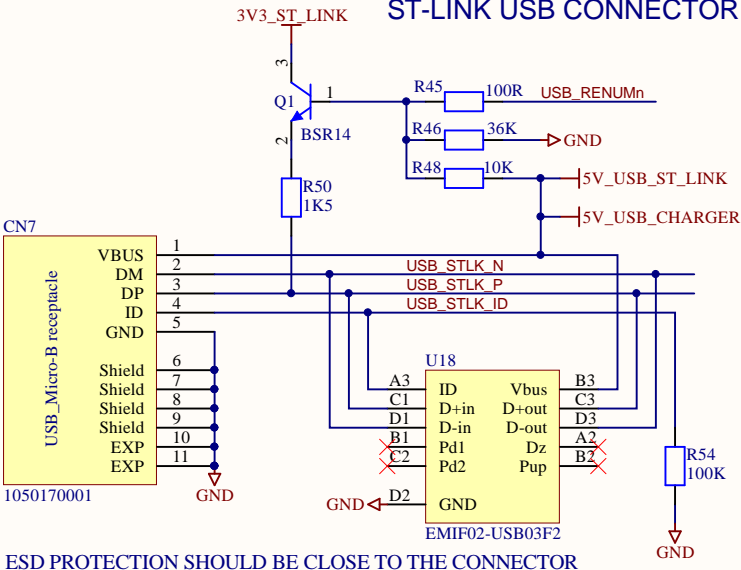 ST-LINK USB CONNECTOR
3V3_ST_LINK
3
Q1
1
BSR14
2
R45
100R
USB_RENUMn
R46
36K
GND
R48
10K
5V_USB_ST_LINK
5V_USB_CHARGER
R50
1K5
CN7
USB_Micro-B receptacle
VBUS 1
DM 2
DP 3
ID 4
GND 5
Shield 6
Shield 7
Shield 8
Shield 9
EXP 10
EXP 11
1050170001
GND
USB_STLK_N
USB_STLK_P
USB_STLK_ID
U18
A3 ID Vbus B3
C1 D+in D+out C3
D1 D-in D-out D3
B1 Pd1 Dz A2
C2 Pd2 Pup B2
GND D2 GND
EMIF02-USB03F2
R54
100K
GND
ESD PROTECTION SHOULD BE CLOSE TO THE CONNECTOR